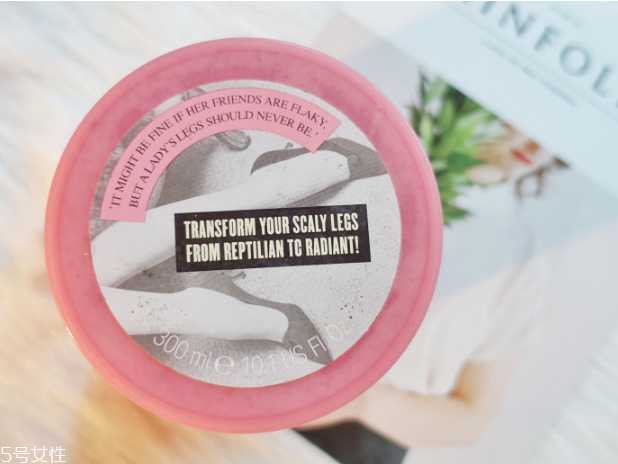 INFOL
IT MIGHT BE FINE IF HER FRIENDS ARE FLAKY,
BUT A LADY'S LEGS SHOULD NEVER BE.
TRANSFORM YOUR SCALY LEGS
FROM REPTILIAN TO RADIANT!
300 ml ℮ 10.1 US Fl Oz
5号女性